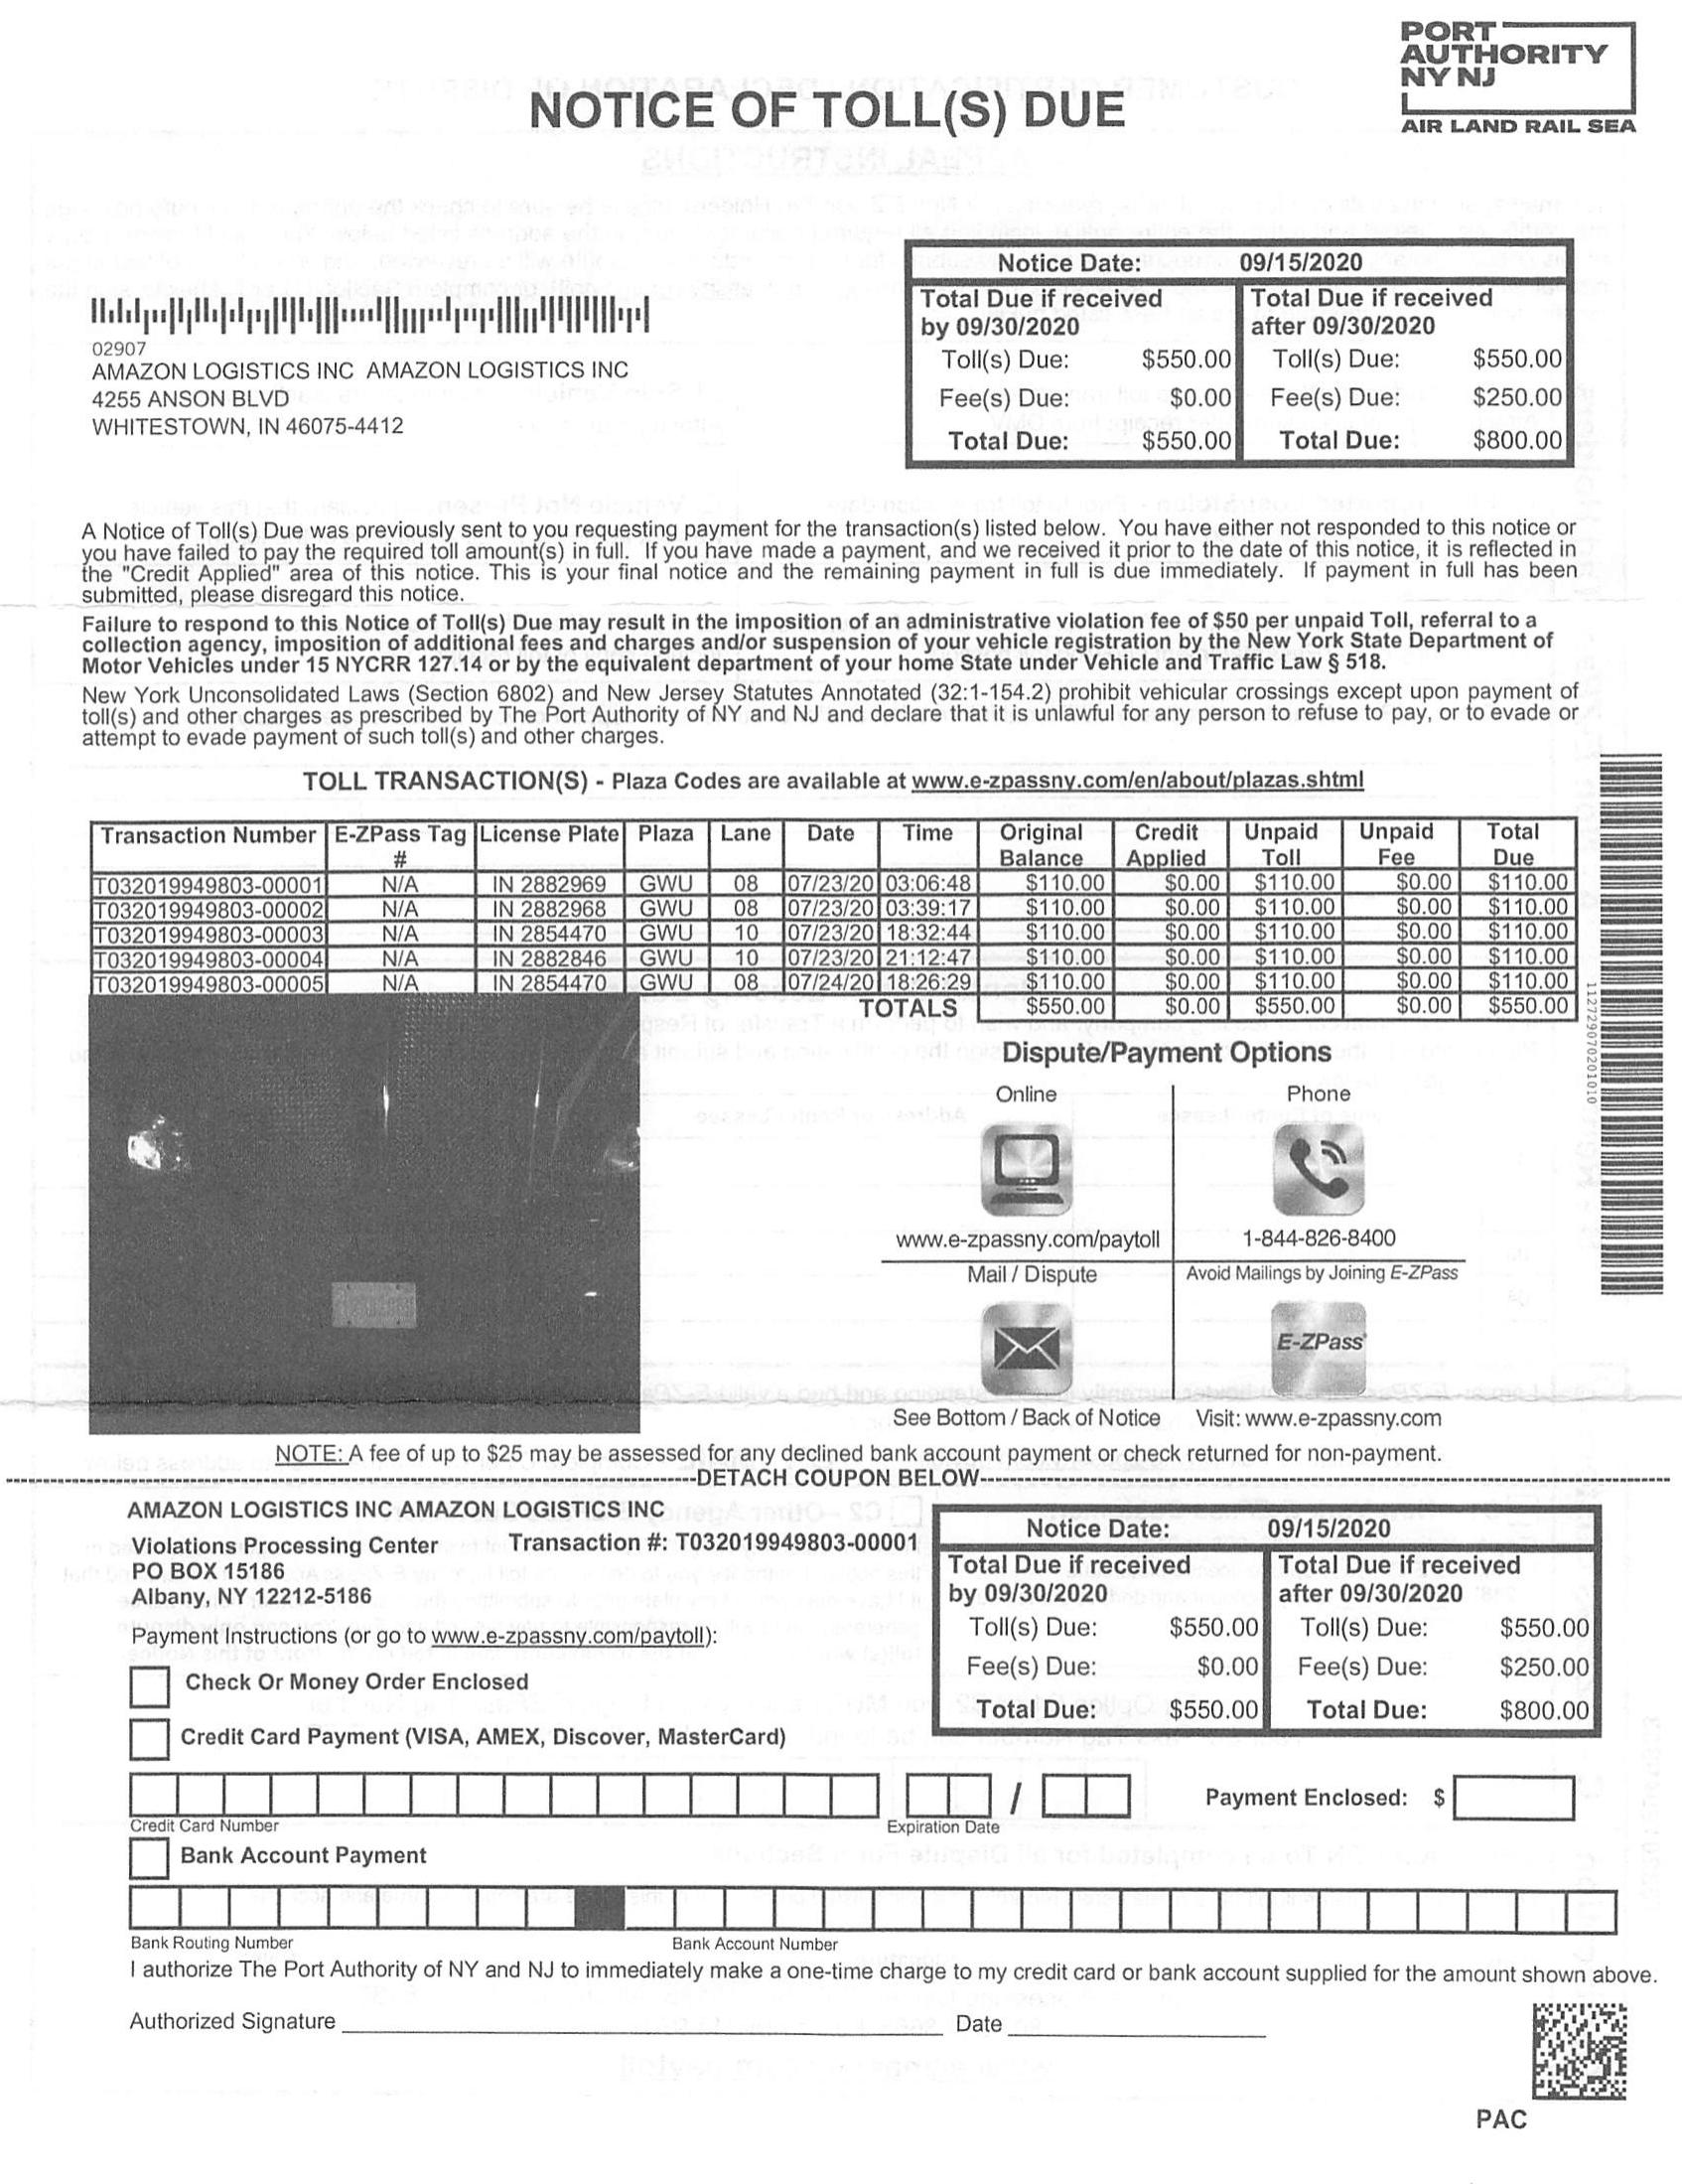 PORT
AUTHORITY
NY NJ
AIR LAND RAIL SEA
NOTICE OF TOLL(S) DUE
Notice Date: 09/15/2020
Total Due if received by 09/30/2020 Total Due if received after 09/30/2020
Toll(s) Due: $550.00 Toll(s) Due: $550.00
Fee(s) Due: $0.00 Fee(s) Due: $250.00
Total Due: $550.00 Total Due: $800.00
02907
AMAZON LOGISTICS INC AMAZON LOGISTICS INC
4255 ANSON BLVD
WHITESTOWN, IN 46075-4412
A Notice of Toll(s) Due was previously sent to you requesting payment for the transaction(s) listed below. You have either not responded to this notice or
you have failed to pay the required toll amount(s) in full. If you have made a payment, and we received it prior to the date of this notice, it is reflected in
the "Credit Applied" area of this notice. This is your final notice and the remaining payment in full is due immediately. If payment in full has been
submitted, please disregard this notice.
Failure to respond to this Notice of Toll(s) Due may result in the imposition of an administrative violation fee of $50 per unpaid Toll, referral to a
collection agency, imposition of additional fees and charges and/or suspension of your vehicle registration by the New York State Department of
Motor Vehicles under 15 NYCRR 127.14 or by the equivalent department of your home State under Vehicle and Traffic Law § 518.
New York Unconsolidated Laws (Section 6802) and New Jersey Statutes Annotated (32:1-154.2) prohibit vehicular crossings except upon payment of
toll(s) and other charges as prescribed by The Port Authority of NY and NJ and declare that it is unlawful for any person to refuse to pay, or to evade or
attempt to evade payment of such toll(s) and other charges.
TOLL TRANSACTION(S) - Plaza Codes are available at www.e-zpassny.com/en/about/plazas.shtml
Transaction Number E-ZPass Tag # License Plate Plaza Lane Date Time Original Balance Credit Applied Unpaid Toll Unpaid Fee Total Due
T032019949803-00001 N/A IN 2882969 GWU 08 07/23/20 03:06:48 $110.00 $0.00 $110.00 $0.00 $110.00
T032019949803-00002 N/A IN 2882968 GWU 08 07/23/20 03:39:17 $110.00 $0.00 $110.00 $0.00 $110.00
T032019949803-00003 N/A IN 2854470 GWU 10 07/23/20 18:32:44 $110.00 $0.00 $110.00 $0.00 $110.00
T032019949803-00004 N/A IN 2882846 GWU 10 07/23/20 21:12:47 $110.00 $0.00 $110.00 $0.00 $110.00
T032019949803-00005 N/A IN 2854470 GWU 08 07/24/20 18:26:29 $110.00 $0.00 $110.00 $0.00 $110.00
TOTALS $550.00 $0.00 $550.00 $0.00 $550.00
112729070201010
Dispute/Payment Options
Online Phone
www.e-zpassny.com/paytoll 1-844-826-8400
Mail / Dispute Avoid Mailings by Joining E-ZPass
E-ZPass
See Bottom / Back of Notice Visit: www.e-zpassny.com
NOTE: A fee of up to $25 may be assessed for any declined bank account payment or check returned for non-payment.
DETACH COUPON BELOW
AMAZON LOGISTICS INC AMAZON LOGISTICS INC
Violations Processing Center Transaction #: T032019949803-00001
PO BOX 15186
Albany, NY 12212-5186
Payment Instructions (or go to www.e-zpassny.com/paytoll):
Notice Date: 09/15/2020
Total Due if received by 09/30/2020 Total Due if received after 09/30/2020
Toll(s) Due: $550.00 Toll(s) Due: $550.00
Fee(s) Due: $0.00 Fee(s) Due: $250.00
Total Due: $550.00 Total Due: $800.00
Check Or Money Order Enclosed
Credit Card Payment (VISA, AMEX, Discover, MasterCard)
/ Payment Enclosed: $
Credit Card Number Expiration Date
Bank Account Payment
Bank Routing Number Bank Account Number
I authorize The Port Authority of NY and NJ to immediately make a one-time charge to my credit card or bank account supplied for the amount shown above.
Authorized Signature Date
PAC